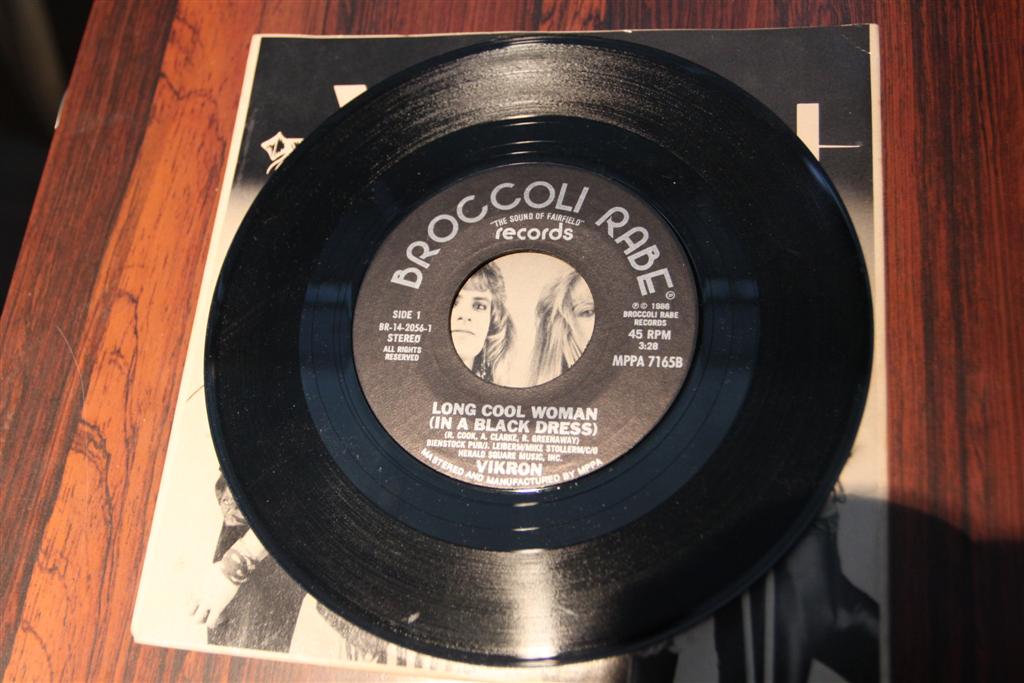 BROCCOLI RABE®
"THE SOUND OF FAIRFIELD"
records
SIDE 1
BR-14-2056-1
STEREO
ALL RIGHTS
RESERVED
℗ © 1986
BROCCOLI RABE
RECORDS
45 RPM
3:28
MPPA 7165B
LONG COOL WOMAN
(IN A BLACK DRESS)
(R. COOK, A. CLARKE, R. GREENAWAY)
BIENSTOCK PUB/J. LEIBERM/MIKE STOLLERM/C/O
HERALD SQUARE MUSIC, INC.
VIKRON
MASTERED AND MANUFACTURED BY MPPA